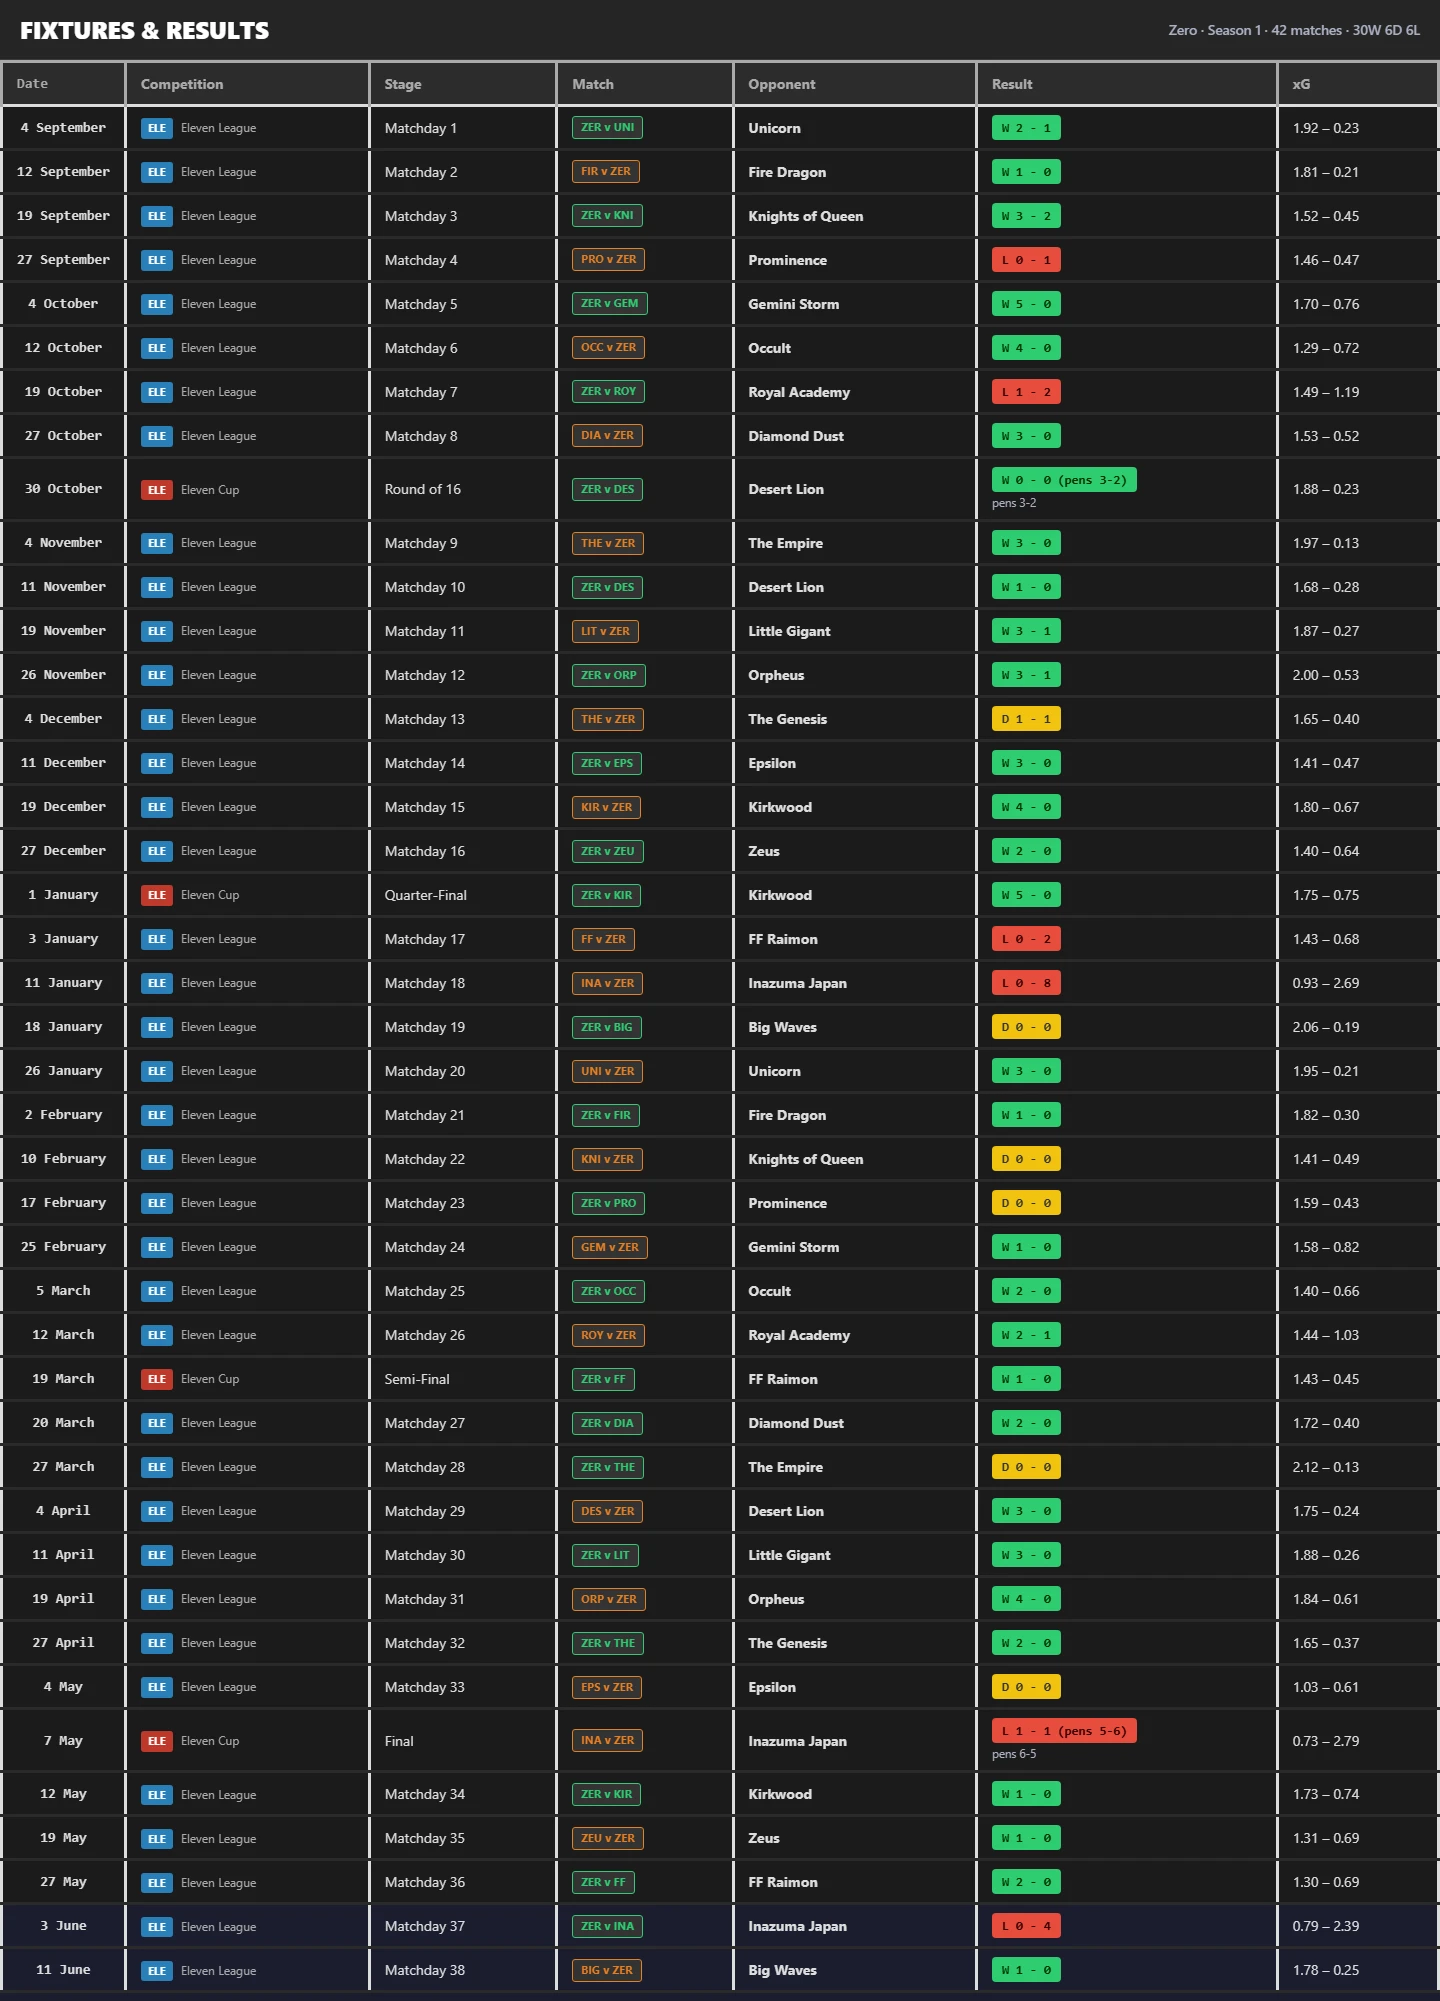 FIXTURES & RESULTS
Zero · Season 1 · 42 matches · 30W 6D 6L
Date Competition Stage Match Opponent Result xG
4 September ELE Eleven League Matchday 1 ZER v UNI Unicorn W 2 - 1 1.92 – 0.23
12 September ELE Eleven League Matchday 2 FIR v ZER Fire Dragon W 1 - 0 1.81 – 0.21
19 September ELE Eleven League Matchday 3 ZER v KNI Knights of Queen W 3 - 2 1.52 – 0.45
27 September ELE Eleven League Matchday 4 PRO v ZER Prominence L 0 - 1 1.46 – 0.47
4 October ELE Eleven League Matchday 5 ZER v GEM Gemini Storm W 5 - 0 1.70 – 0.76
12 October ELE Eleven League Matchday 6 OCC v ZER Occult W 4 - 0 1.29 – 0.72
19 October ELE Eleven League Matchday 7 ZER v ROY Royal Academy L 1 - 2 1.49 – 1.19
27 October ELE Eleven League Matchday 8 DIA v ZER Diamond Dust W 3 - 0 1.53 – 0.52
30 October ELE Eleven Cup Round of 16 ZER v DES Desert Lion W 0 - 0 (pens 3-2) 1.88 – 0.23
pens 3-2
4 November ELE Eleven League Matchday 9 THE v ZER The Empire W 3 - 0 1.97 – 0.13
11 November ELE Eleven League Matchday 10 ZER v DES Desert Lion W 1 - 0 1.68 – 0.28
19 November ELE Eleven League Matchday 11 LIT v ZER Little Gigant W 3 - 1 1.87 – 0.27
26 November ELE Eleven League Matchday 12 ZER v ORP Orpheus W 3 - 1 2.00 – 0.53
4 December ELE Eleven League Matchday 13 THE v ZER The Genesis D 1 - 1 1.65 – 0.40
11 December ELE Eleven League Matchday 14 ZER v EPS Epsilon W 3 - 0 1.41 – 0.47
19 December ELE Eleven League Matchday 15 KIR v ZER Kirkwood W 4 - 0 1.80 – 0.67
27 December ELE Eleven League Matchday 16 ZER v ZEU Zeus W 2 - 0 1.40 – 0.64
1 January ELE Eleven Cup Quarter-Final ZER v KIR Kirkwood W 5 - 0 1.75 – 0.75
3 January ELE Eleven League Matchday 17 FF v ZER FF Raimon L 0 - 2 1.43 – 0.68
11 January ELE Eleven League Matchday 18 INA v ZER Inazuma Japan L 0 - 8 0.93 – 2.69
18 January ELE Eleven League Matchday 19 ZER v BIG Big Waves D 0 - 0 2.06 – 0.19
26 January ELE Eleven League Matchday 20 UNI v ZER Unicorn W 3 - 0 1.95 – 0.21
2 February ELE Eleven League Matchday 21 ZER v FIR Fire Dragon W 1 - 0 1.82 – 0.30
10 February ELE Eleven League Matchday 22 KNI v ZER Knights of Queen D 0 - 0 1.41 – 0.49
17 February ELE Eleven League Matchday 23 ZER v PRO Prominence D 0 - 0 1.59 – 0.43
25 February ELE Eleven League Matchday 24 GEM v ZER Gemini Storm W 1 - 0 1.58 – 0.82
5 March ELE Eleven League Matchday 25 ZER v OCC Occult W 2 - 0 1.40 – 0.66
12 March ELE Eleven League Matchday 26 ROY v ZER Royal Academy W 2 - 1 1.44 – 1.03
19 March ELE Eleven Cup Semi-Final ZER v FF FF Raimon W 1 - 0 1.43 – 0.45
20 March ELE Eleven League Matchday 27 ZER v DIA Diamond Dust W 2 - 0 1.72 – 0.40
27 March ELE Eleven League Matchday 28 ZER v THE The Empire D 0 - 0 2.12 – 0.13
4 April ELE Eleven League Matchday 29 DES v ZER Desert Lion W 3 - 0 1.75 – 0.24
11 April ELE Eleven League Matchday 30 ZER v LIT Little Gigant W 3 - 0 1.88 – 0.26
19 April ELE Eleven League Matchday 31 ORP v ZER Orpheus W 4 - 0 1.84 – 0.61
27 April ELE Eleven League Matchday 32 ZER v THE The Genesis W 2 - 0 1.65 – 0.37
4 May ELE Eleven League Matchday 33 EPS v ZER Epsilon D 0 - 0 1.03 – 0.61
7 May ELE Eleven Cup Final INA v ZER Inazuma Japan L 1 - 1 (pens 5-6) 0.73 – 2.79
pens 6-5
12 May ELE Eleven League Matchday 34 ZER v KIR Kirkwood W 1 - 0 1.73 – 0.74
19 May ELE Eleven League Matchday 35 ZEU v ZER Zeus W 1 - 0 1.31 – 0.69
27 May ELE Eleven League Matchday 36 ZER v FF FF Raimon W 2 - 0 1.30 – 0.69
3 June ELE Eleven League Matchday 37 ZER v INA Inazuma Japan L 0 - 4 0.79 – 2.39
11 June ELE Eleven League Matchday 38 BIG v ZER Big Waves W 1 - 0 1.78 – 0.25